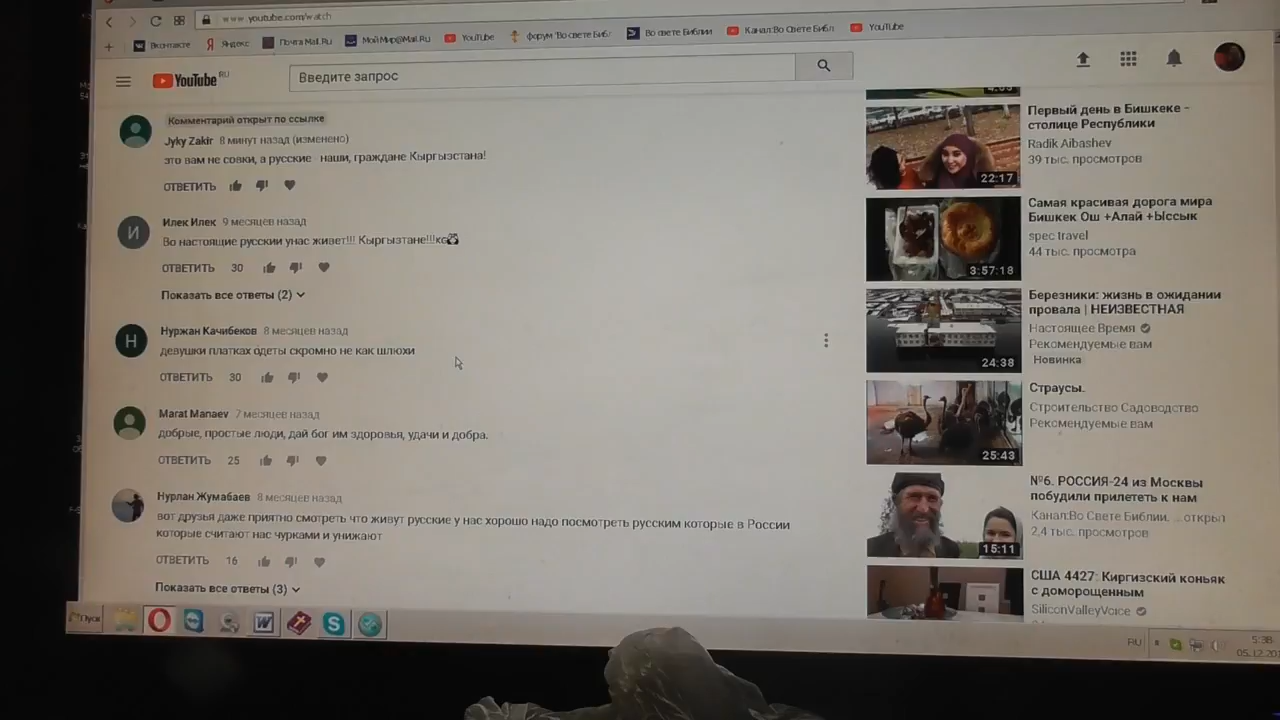 www.youtube.com/watch
Вконтакте
Яндекс
Почта Mail.Ru
МойМир@Mail.Ru
YouTube
форум 'Во свете Библ
Во свете Библии
Канал:Во Свете Библ
YouTube
YouTube RU
Введите запрос
Комментарий открыт по ссылке
Jyky Zakir 8 минут назад (изменено)
это вам не совки, а русские наши, граждане Кыргызстана!
ОТВЕТИТЬ
И
Илек Илек 9 месяцев назад
Во настоящие русскии унас живет!!! Кыргызтане!!!кс
ОТВЕТИТЬ 30
Показать все ответы (2)
Н
Нуржан Качибеков 8 месяцев назад
девушки платках одеты скромно не как шлюхи
ОТВЕТИТЬ 30
Marat Manaev 7 месяцев назад
добрые, простые люди, дай бог им здоровья, удачи и добра.
ОТВЕТИТЬ 25
Нурлан Жумабаев 8 месяцев назад
вот друзья даже приятно смотреть что живут русские у нас хорошо надо посмотреть русским которые в России
которые считают нас чурками и унижают
ОТВЕТИТЬ 16
Показать все ответы (3)
Первый день в Бишкеке -
столице Республики
Radik Aibashev
39 тыс. просмотров
22:17
Самая красивая дорога мира
Бишкек Ош +Алай +Ыссык
spec travel
44 тыс. просмотра
3:57:18
Березники: жизнь в ожидании
провала | НЕИЗВЕСТНАЯ
Настоящее Время
Рекомендуемые вам
Новинка
24:38
Страусы.
Строительство Садоводство
Рекомендуемые вам
25:43
№6. РОССИЯ-24 из Москвы
побудили прилететь к нам
Канал:Во Свете Библии. ...откры
2,4 тыс. просмотров
15:11
США 4427: Киргизский коньяк
с доморощенным
SiliconValleyVoice
Пуск
RU
5:38
05.12.201